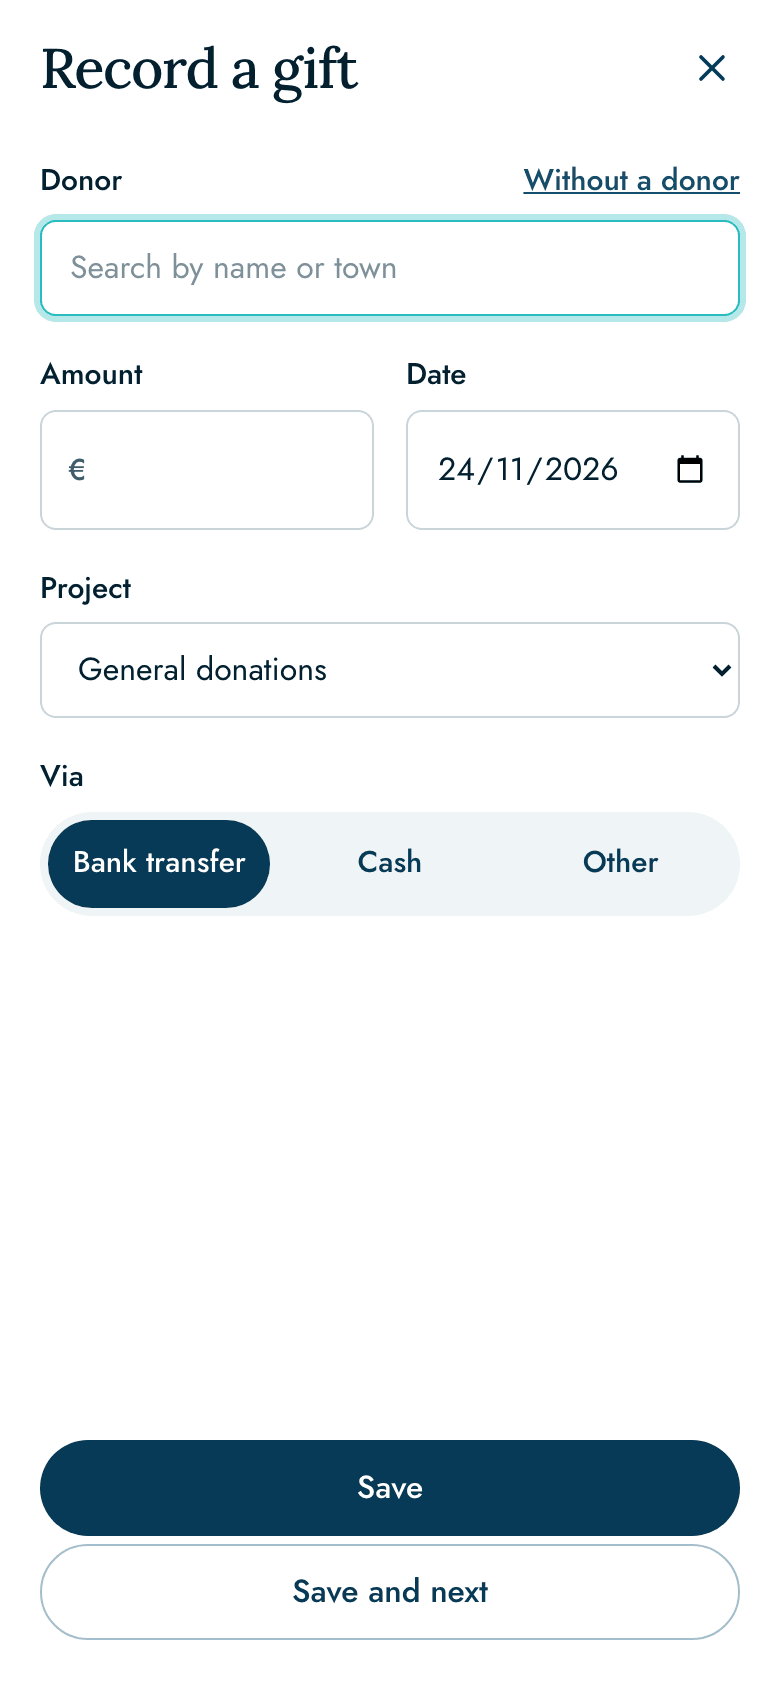 Record a gift
Donor Without a donor
Search by name or town
Amount Date
€ 24/11/2026
Project
General donations
Via
Bank transfer Cash Other
Save
Save and next